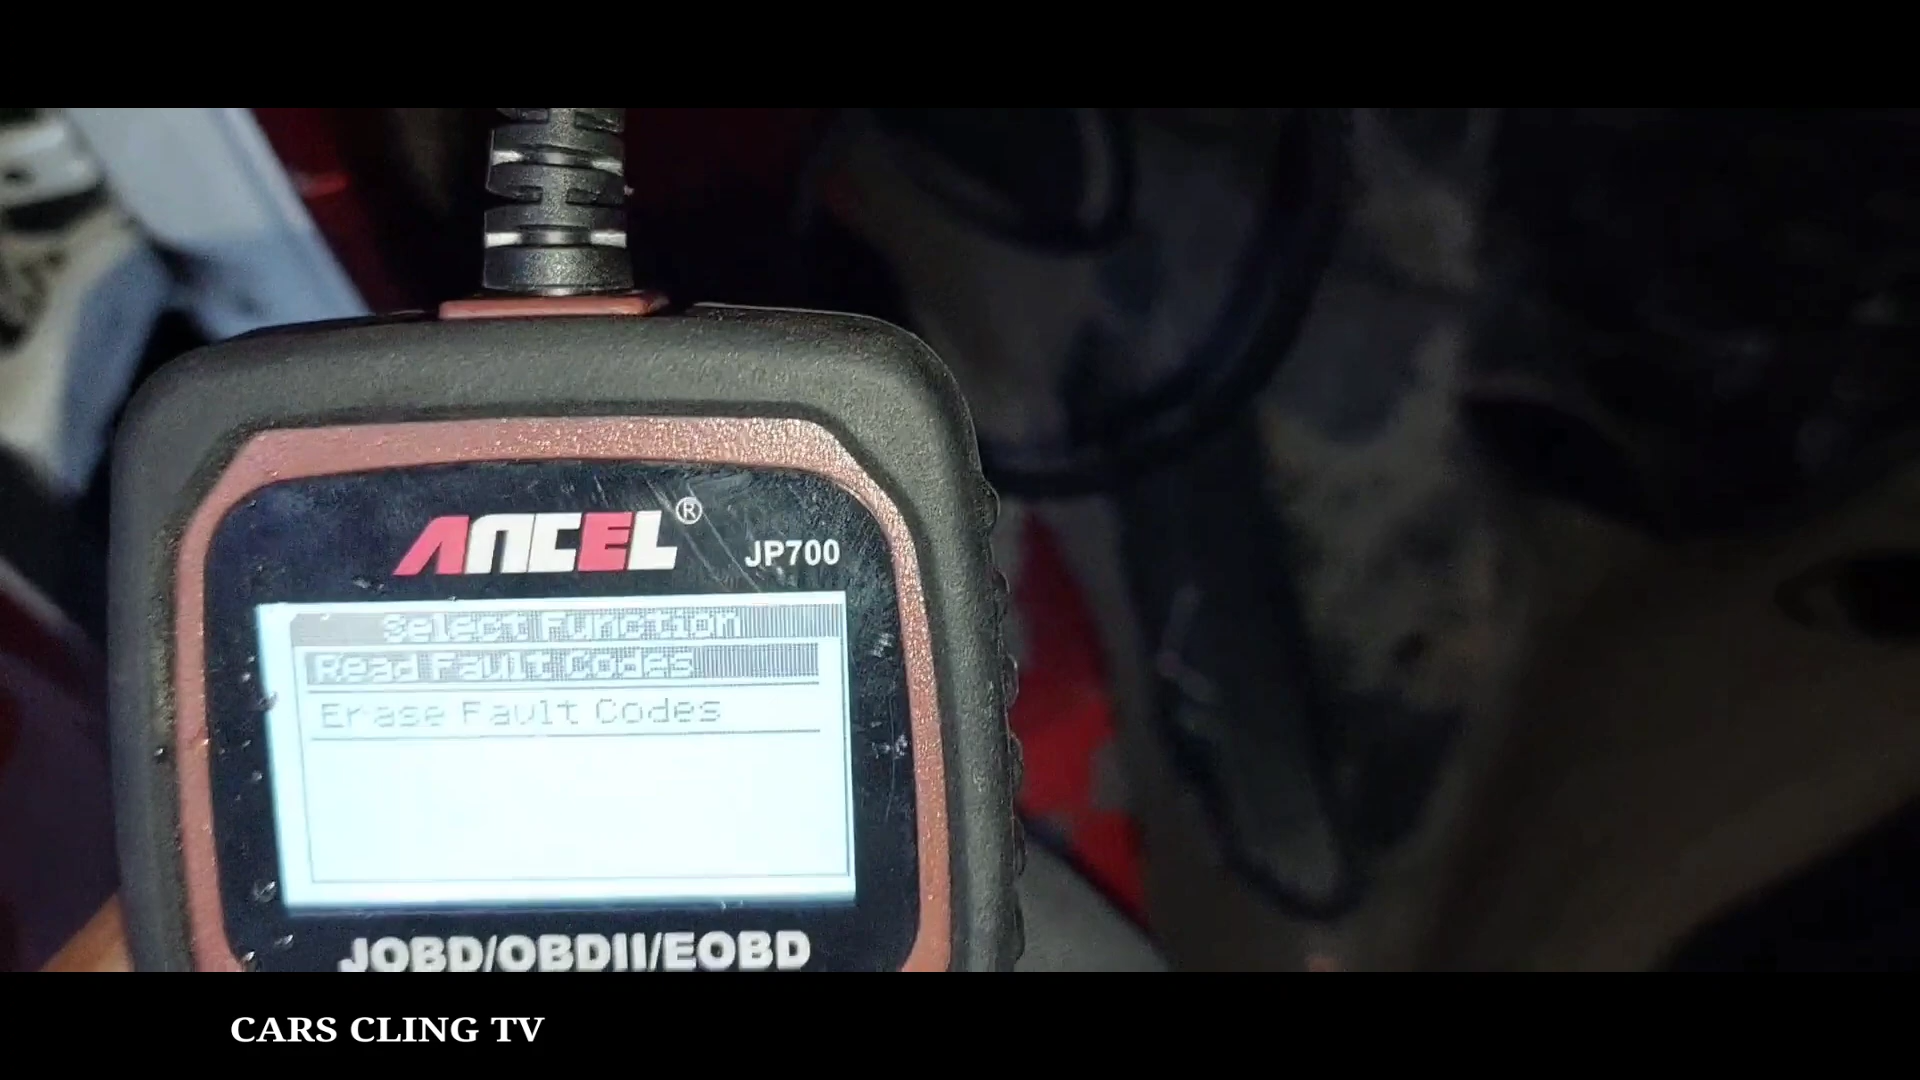 ANCEL®
JP700
Select Function
Read Fault Codes
Erase Fault Codes
JOBD/OBDII/EOBD
CARS CLING TV